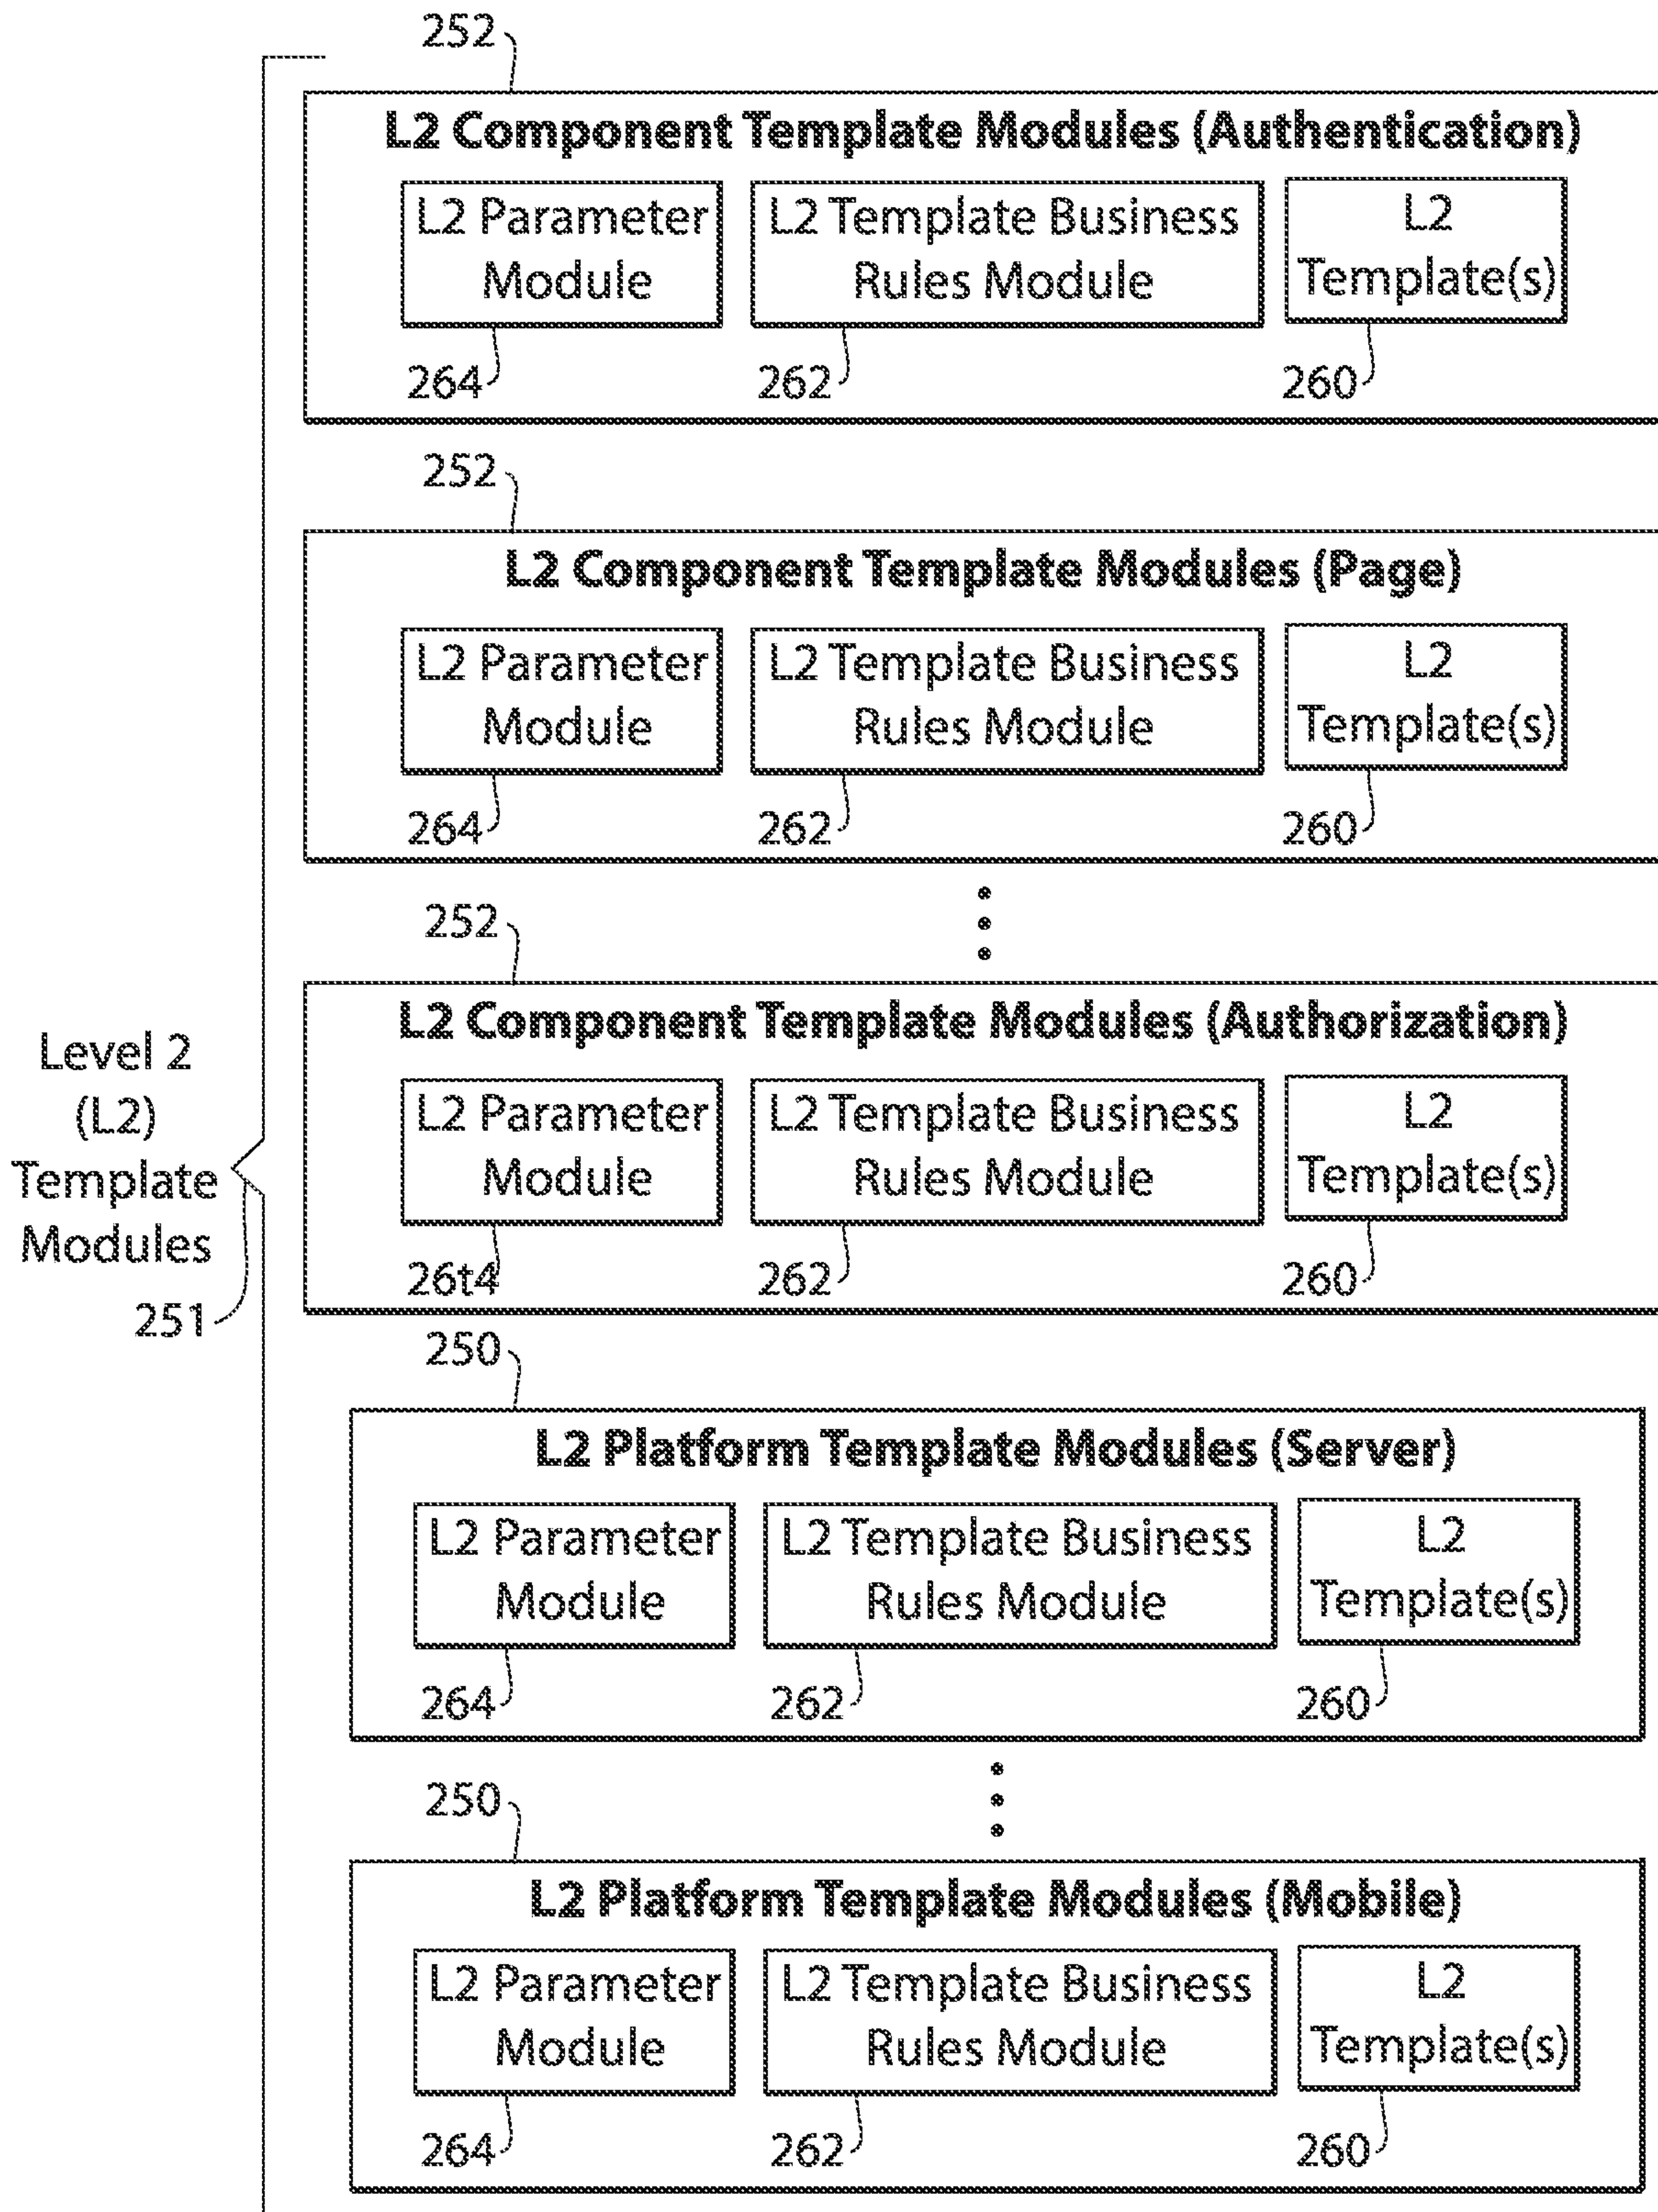 252
L2 Component Template Modules (Authentication)
L2 Parameter
Module
L2 Template Business
Rules Module
L2
Template(s)
264
262
260
252
L2 Component Template Modules (Page)
L2 Parameter
Module
L2 Template Business
Rules Module
L2
Template(s)
264
262
260
252
L2 Component Template Modules (Authorization)
L2 Parameter
Module
L2 Template Business
Rules Module
L2
Template(s)
26t4
262
260
Level 2
(L2)
Template
Modules
251
250
L2 Platform Template Modules (Server)
L2 Parameter
Module
L2 Template Business
Rules Module
L2
Template(s)
264
262
260
250
L2 Platform Template Modules (Mobile)
L2 Parameter
Module
L2 Template Business
Rules Module
L2
Template(s)
264
262
260